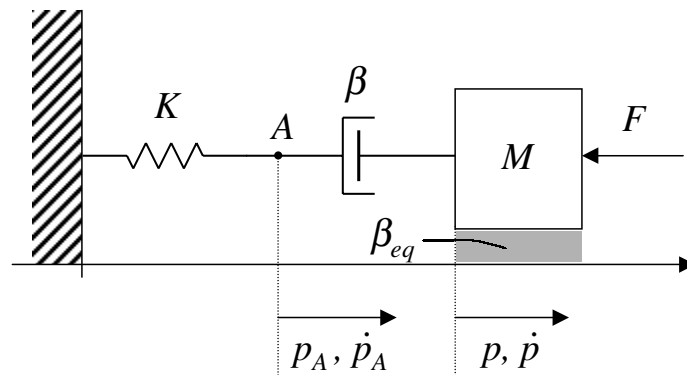 K
A
β
M
F
β_eq
p_A, ṗ_A
p, ṗ